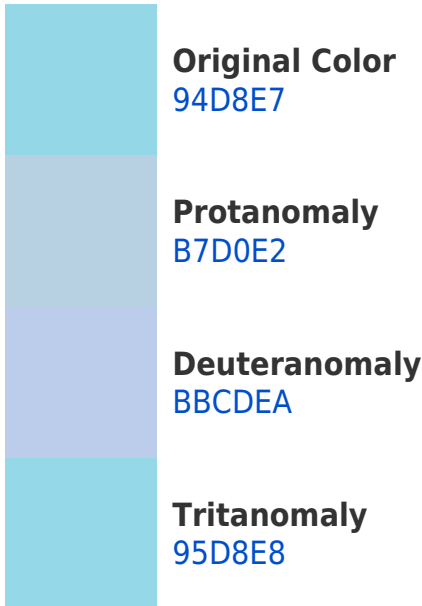 Original Color
94D8E7
Protanomaly
B7D0E2
Deuteranomaly
BBCDEA
Tritanomaly
95D8E8